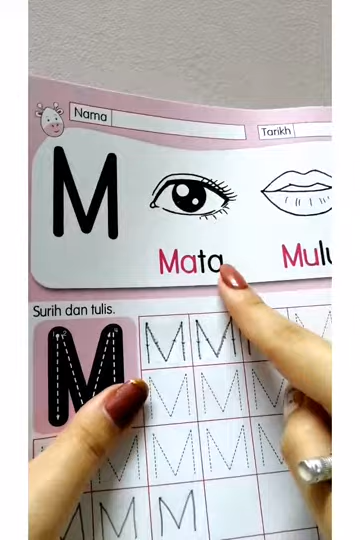 Nama
Tarikh
M
Mata
Surih dan tulis.
M M M
M M M
M M M M
M M M